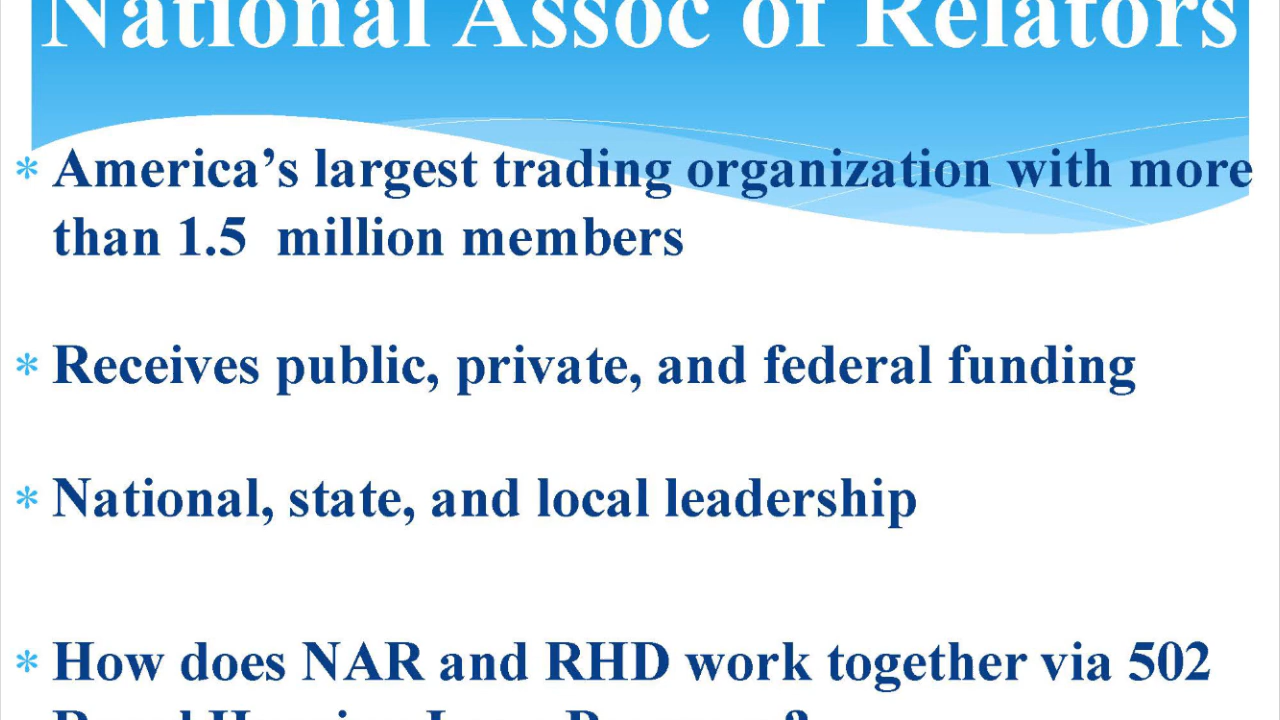 National Assoc of Relators
* America’s largest trading organization with more
than 1.5 million members
* Receives public, private, and federal funding
* National, state, and local leadership
* How does NAR and RHD work together via 502